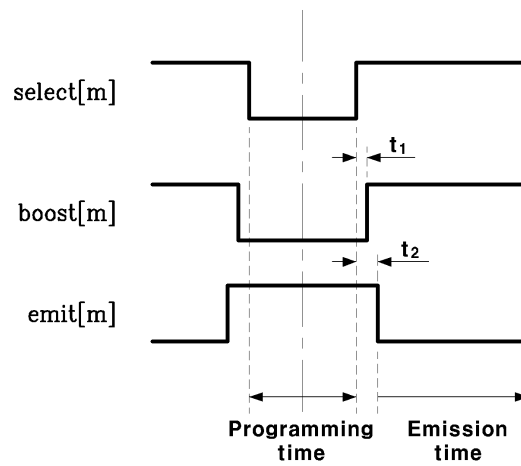 select[m]
t1
boost[m]
t2
emit[m]
Programming
time
Emission
time